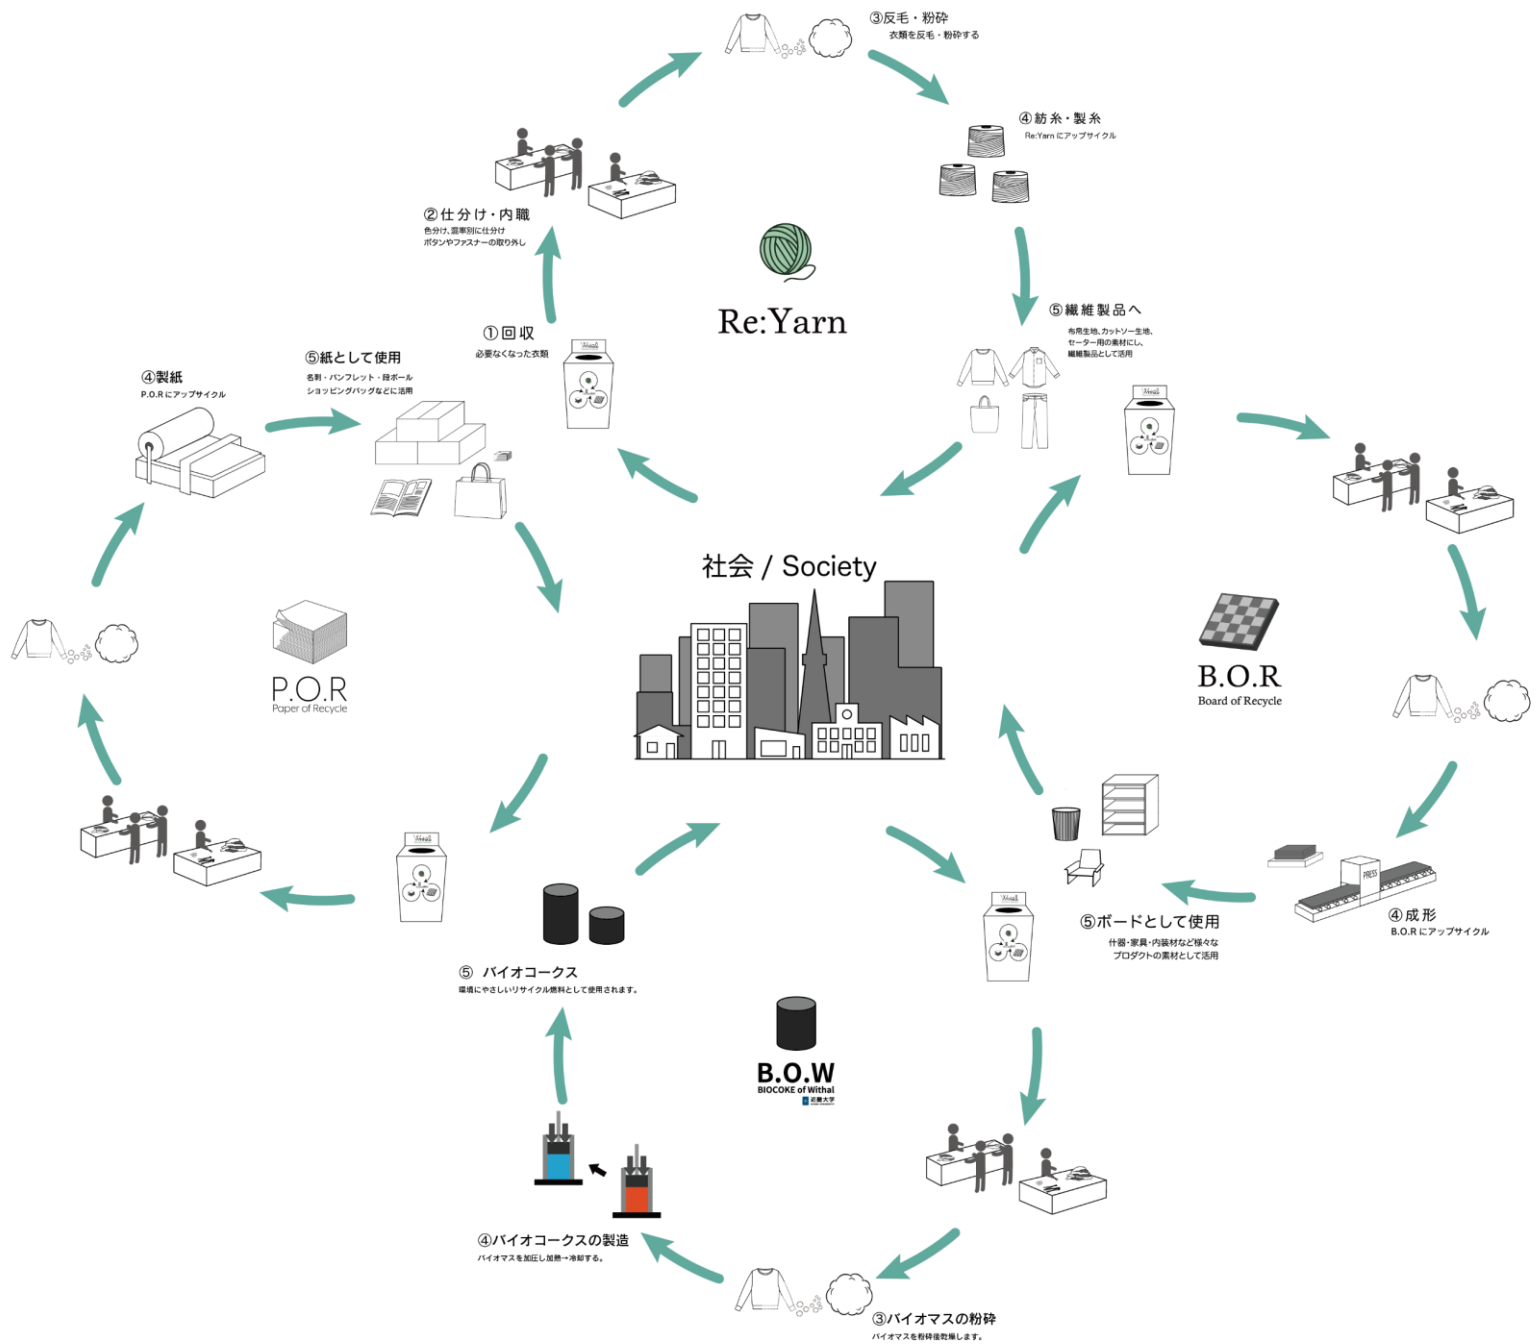 ③反毛・粉砕
衣類を反毛・粉砕する
④紡糸・製糸
Re:Yarn にアップサイクル
②仕分け・内職
色分け、混率別に仕分け
ボタンやファスナーの取り外し
Re:Yarn
①回収
必要なくなった衣類
⑤繊維製品へ
布帛生地、カットソー生地、
セーター用の素材にし、
繊維製品として活用
⑤紙として使用
名刺・パンフレット・段ボール
ショッピングバッグなどに活用
④製紙
P.O.R にアップサイクル
社会 / Society
P.O.R
Paper of Recycle
B.O.R
Board of Recycle
PRESS
④成形
B.O.R にアップサイクル
⑤ボードとして使用
什器・家具・内装材など様々な
プロダクトの素材として活用
⑤ バイオコークス
環境にやさしいリサイクル燃料として使用されます。
B.O.W
BIOCOKE of Withal
近畿大学
④バイオコークスの製造
バイオマスを加圧し加熱→冷却する。
③バイオマスの粉砕
バイオマスを粉砕後乾燥します。